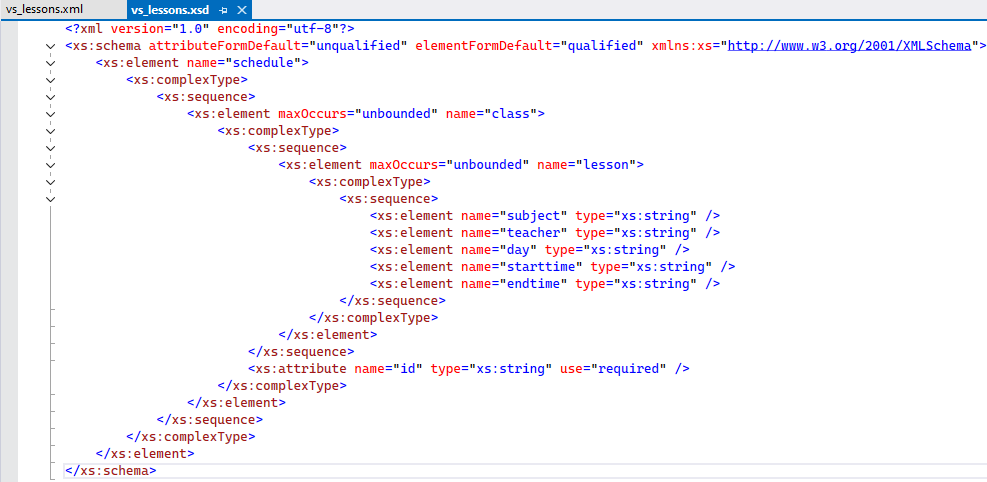 vs_lessons.xml vs_lessons.xsd
<?xml version="1.0" encoding="utf-8"?>
<xs:schema attributeFormDefault="unqualified" elementFormDefault="qualified" xmlns:xs="http://www.w3.org/2001/XMLSchema">
<xs:element name="schedule">
<xs:complexType>
<xs:sequence>
<xs:element maxOccurs="unbounded" name="class">
<xs:complexType>
<xs:sequence>
<xs:element maxOccurs="unbounded" name="lesson">
<xs:complexType>
<xs:sequence>
<xs:element name="subject" type="xs:string" />
<xs:element name="teacher" type="xs:string" />
<xs:element name="day" type="xs:string" />
<xs:element name="starttime" type="xs:string" />
<xs:element name="endtime" type="xs:string" />
</xs:sequence>
</xs:complexType>
</xs:element>
</xs:sequence>
<xs:attribute name="id" type="xs:string" use="required" />
</xs:complexType>
</xs:element>
</xs:sequence>
</xs:complexType>
</xs:element>
</xs:schema>